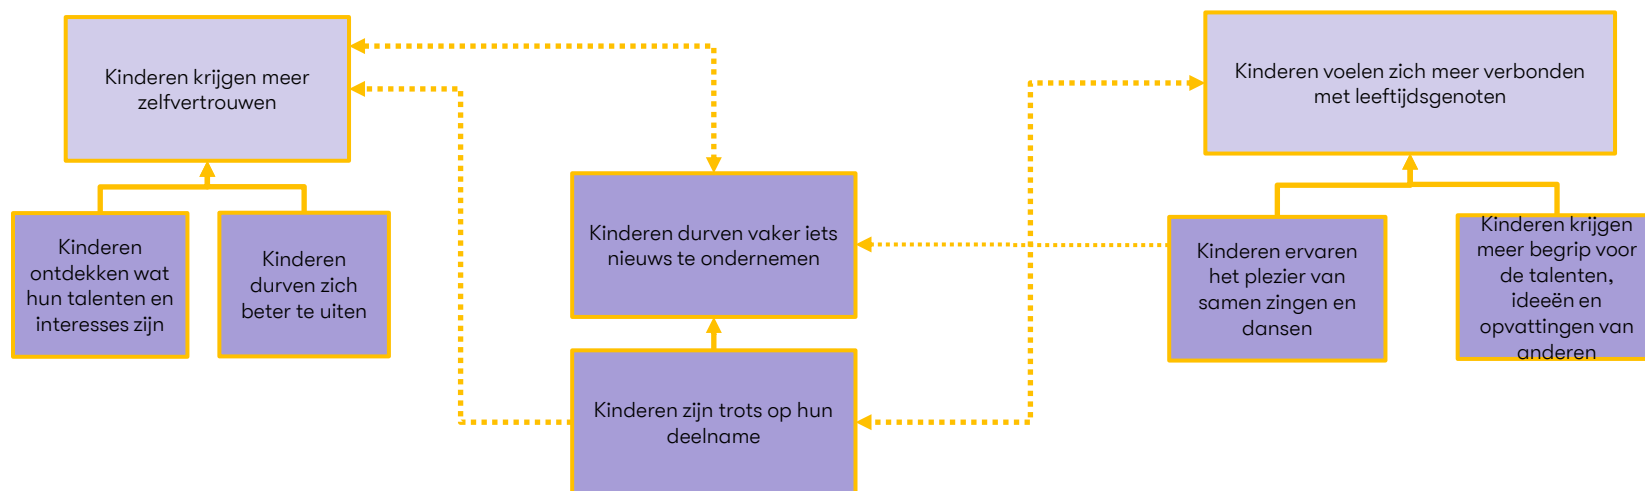 Kinderen krijgen meer
zelfvertrouwen
Kinderen voelen zich meer verbonden
met leeftijdsgenoten
Kinderen
ontdekken wat
hun talenten en
interesses zijn
Kinderen
durven zich
beter te uiten
Kinderen durven vaker iets
nieuws te ondernemen
Kinderen ervaren
het plezier van
samen zingen en
dansen
Kinderen krijgen
meer begrip voor
de talenten,
ideeën en
opvattingen van
anderen
Kinderen zijn trots op hun
deelname